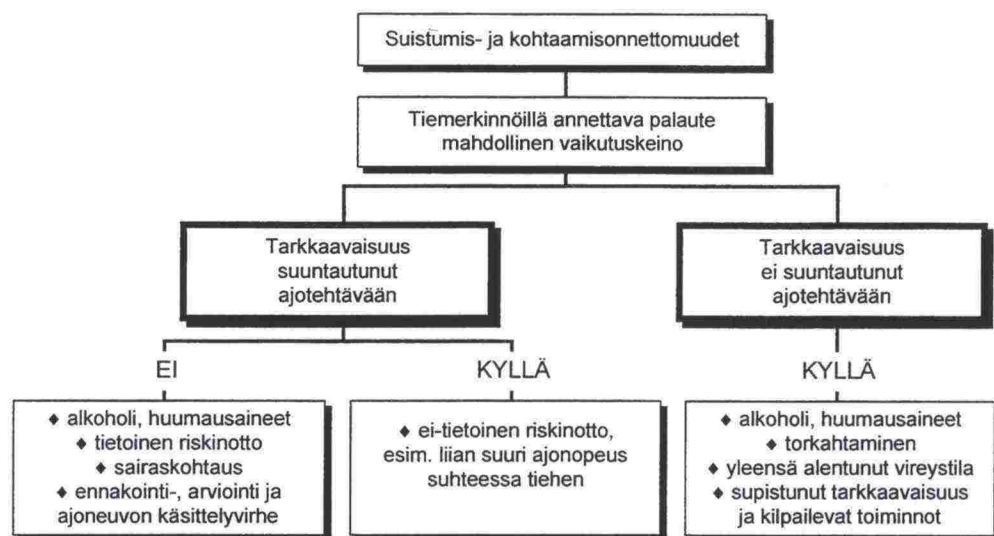 Suistumis- ja kohtaamisonnettomuudet
Tiemerkinnöillä annettava palaute
mahdollinen vaikutuskeino
Tarkkaavaisuus
suuntautunut
ajotehtävään
Tarkkaavaisuus
ei suuntautunut
ajotehtävään
EI
KYLLÄ
KYLLÄ
♦ alkoholi, huumausaineet
♦ tietoinen riskinotto
♦ sairaskohtaus
♦ ennakointi-, arviointi ja
ajoneuvon käsittelyvirhe
♦ ei-tietoinen riskinotto,
esim. liian suuri ajonopeus
suhteessa tiehen
♦ alkoholi, huumausaineet
♦ torkahtaminen
♦ yleensä alentunut vireystila
♦ supistunut tarkkaavaisuus
ja kilpailevat toiminnot